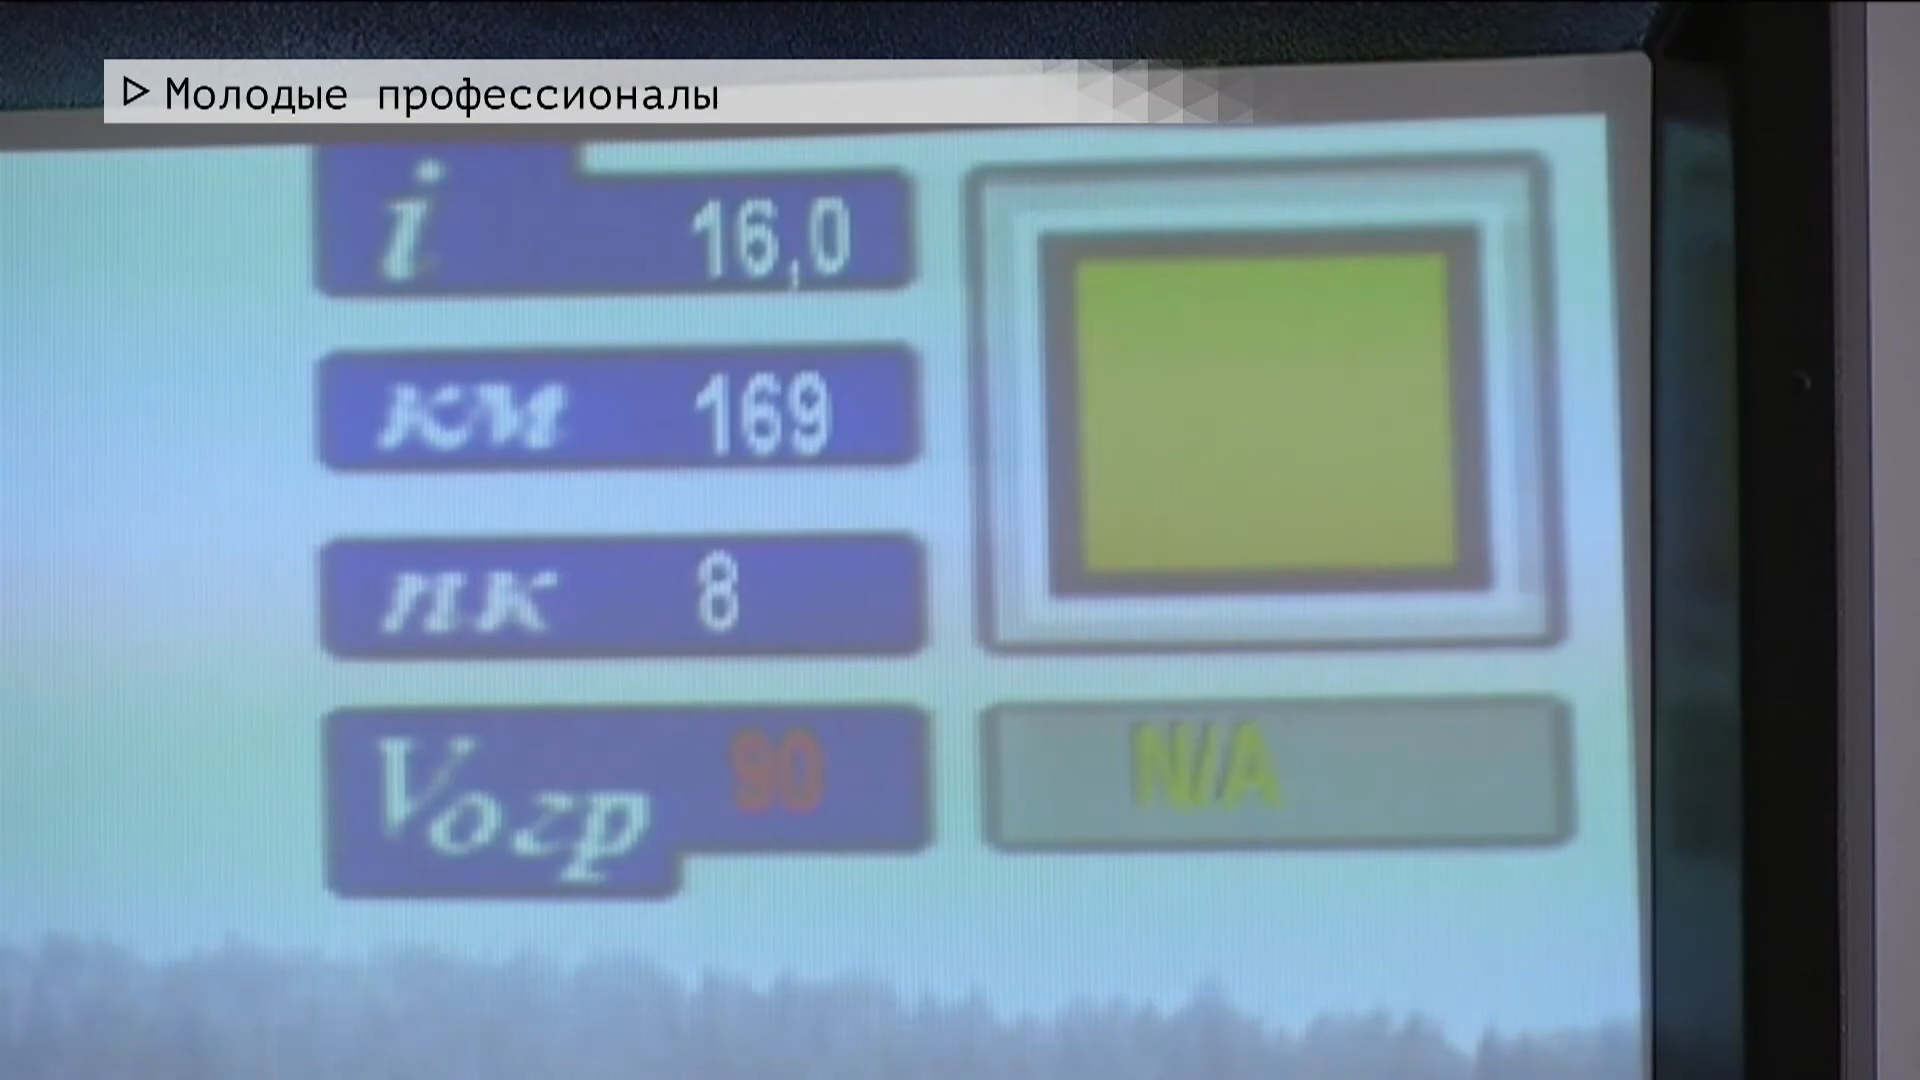 Молодые профессионалы
i 16,0
км 169
пк 8
Vогр 90
N/A